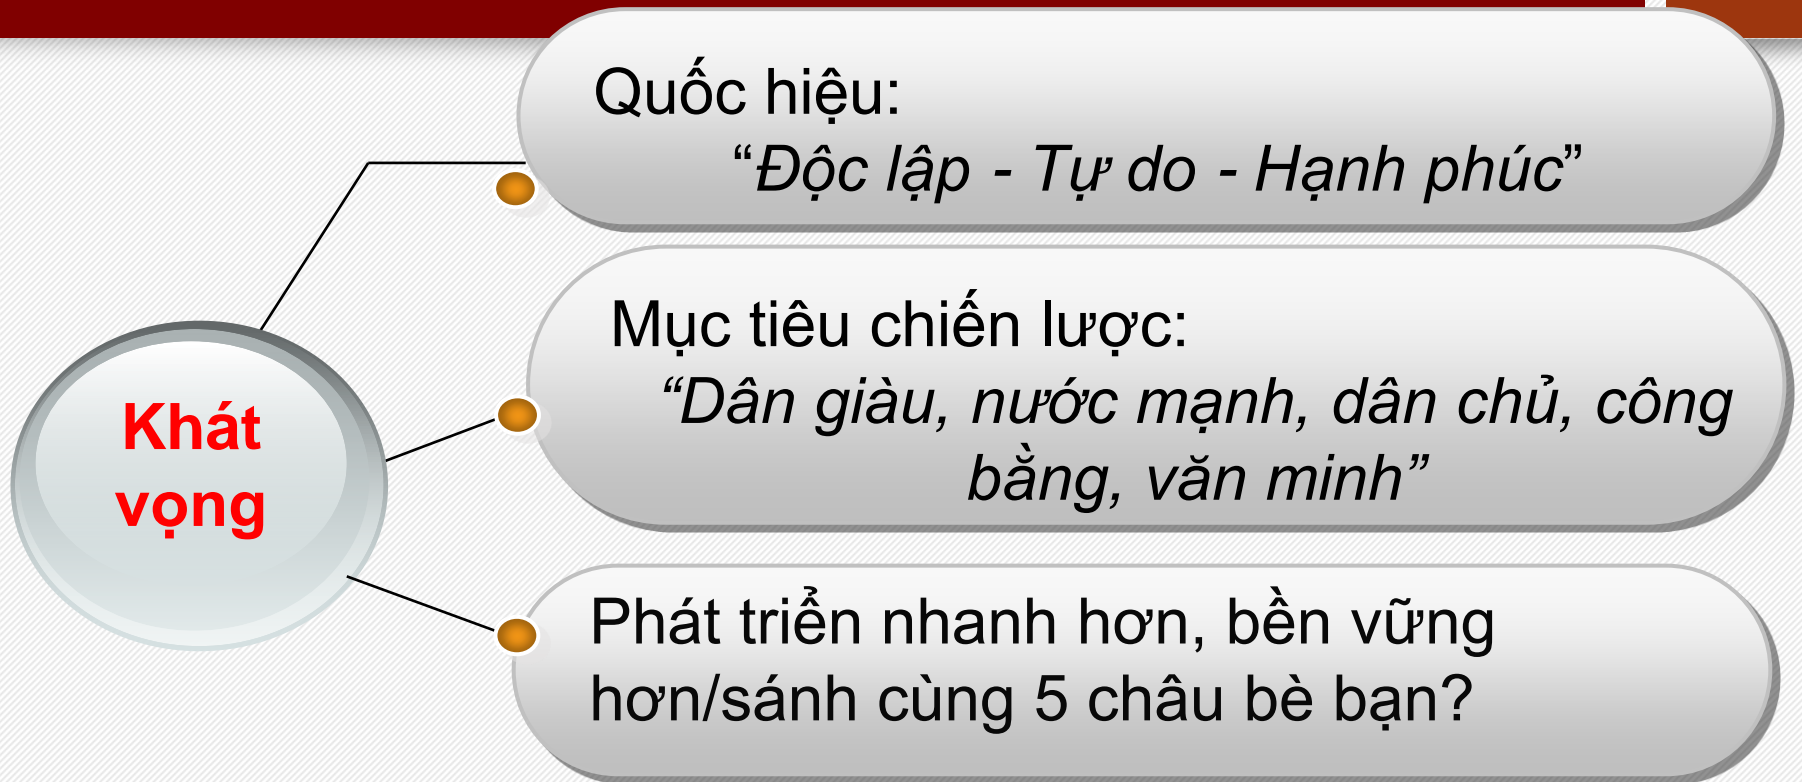 Quốc hiệu:
“Độc lập - Tự do - Hạnh phúc”
Mục tiêu chiến lược:
“Dân giàu, nước mạnh, dân chủ, công
bằng, văn minh”
Khát
vọng
Phát triển nhanh hơn, bền vững
hơn/sánh cùng 5 châu bè bạn?